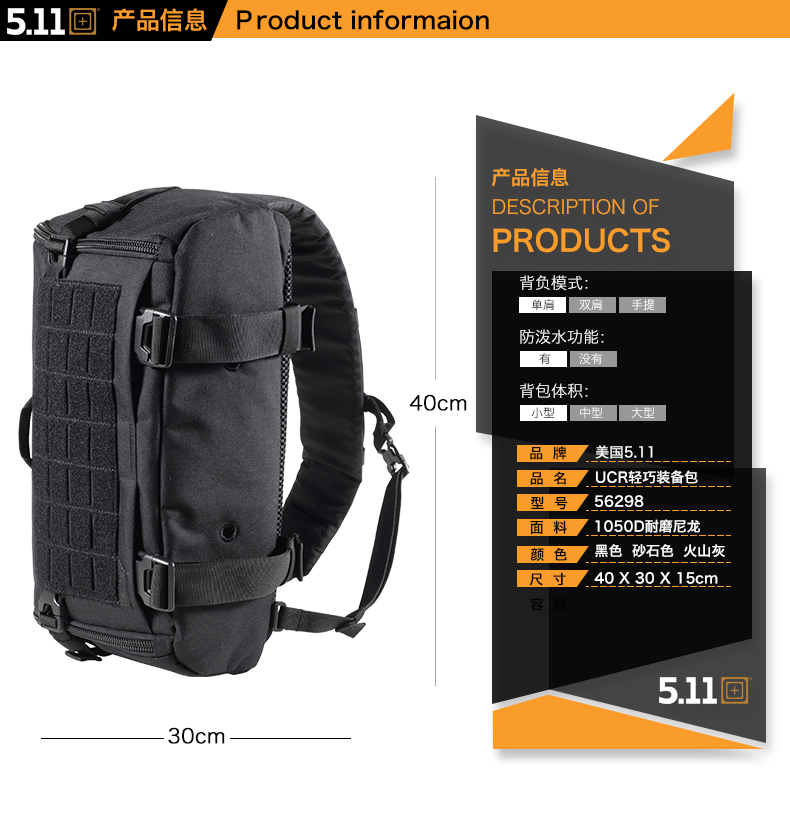 5.11 产品信息 Product informaion
产品信息
DESCRIPTION OF
PRODUCTS
背负模式：
单肩 双肩 手提
防泼水功能：
有 没有
背包体积：
小型 中型 大型
40cm
品 牌 美国5.11
品 名 UCR轻巧装备包
型 号 56298
面 料 1050D耐磨尼龙
颜 色 黑色 砂石色 火山灰
尺 寸 40 X 30 X 15cm
容
5.11
30cm